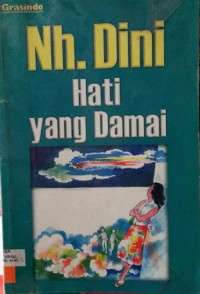 Grasindo
Nh. Dini
Hati
yang Damai